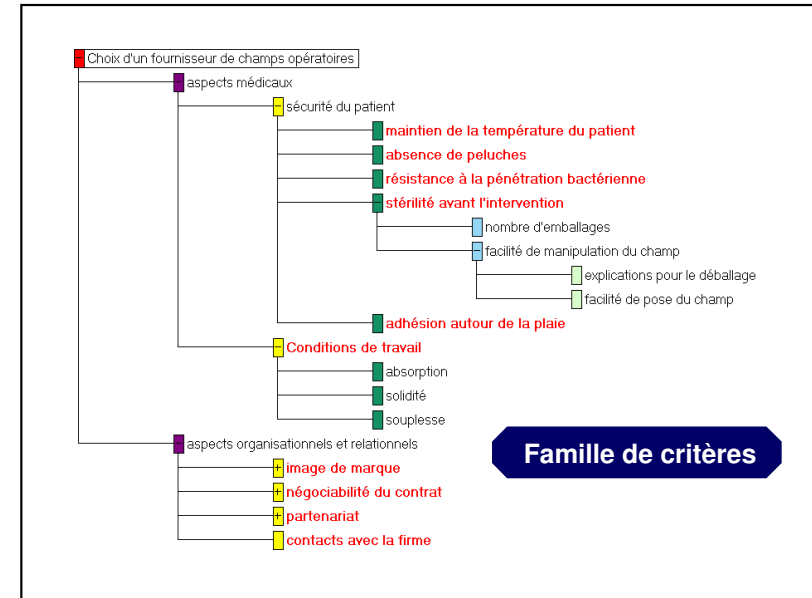 Choix d'un fournisseur de champs opératoires
aspects médicaux
sécurité du patient
maintien de la température du patient
absence de peluches
résistance à la pénétration bactérienne
stérilité avant l'intervention
nombre d'emballages
facilité de manipulation du champ
explications pour le déballage
facilité de pose du champ
adhésion autour de la plaie
Conditions de travail
absorption
solidité
souplesse
aspects organisationnels et relationnels
Famille de critères
image de marque
négociabilité du contrat
partenariat
contacts avec la firme